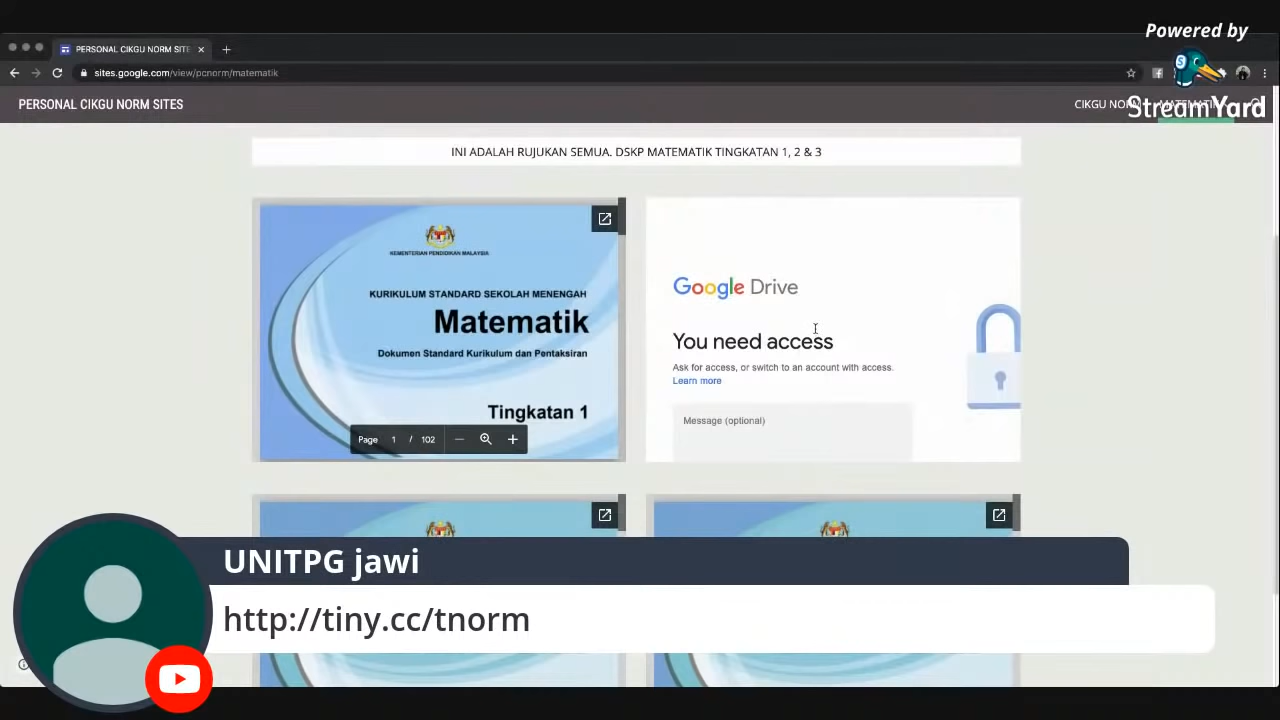 Powered by
StreamYard
PERSONAL CIKGU NORM SITE
sites.google.com/view/pcnorm/matematik
PERSONAL CIKGU NORM SITES
CIKGU NORM
MATEMATIK
INI ADALAH RUJUKAN SEMUA. DSKP MATEMATIK TINGKATAN 1, 2 & 3
KEMENTERIAN PENDIDIKAN MALAYSIA
KURIKULUM STANDARD SEKOLAH MENENGAH
Matematik
Dokumen Standard Kurikulum dan Pentaksiran
Tingkatan 1
Page 1 / 102
Google Drive
You need access
Ask for access, or switch to an account with access.
Learn more
Message (optional)
UNITPG jawi
http://tiny.cc/tnorm